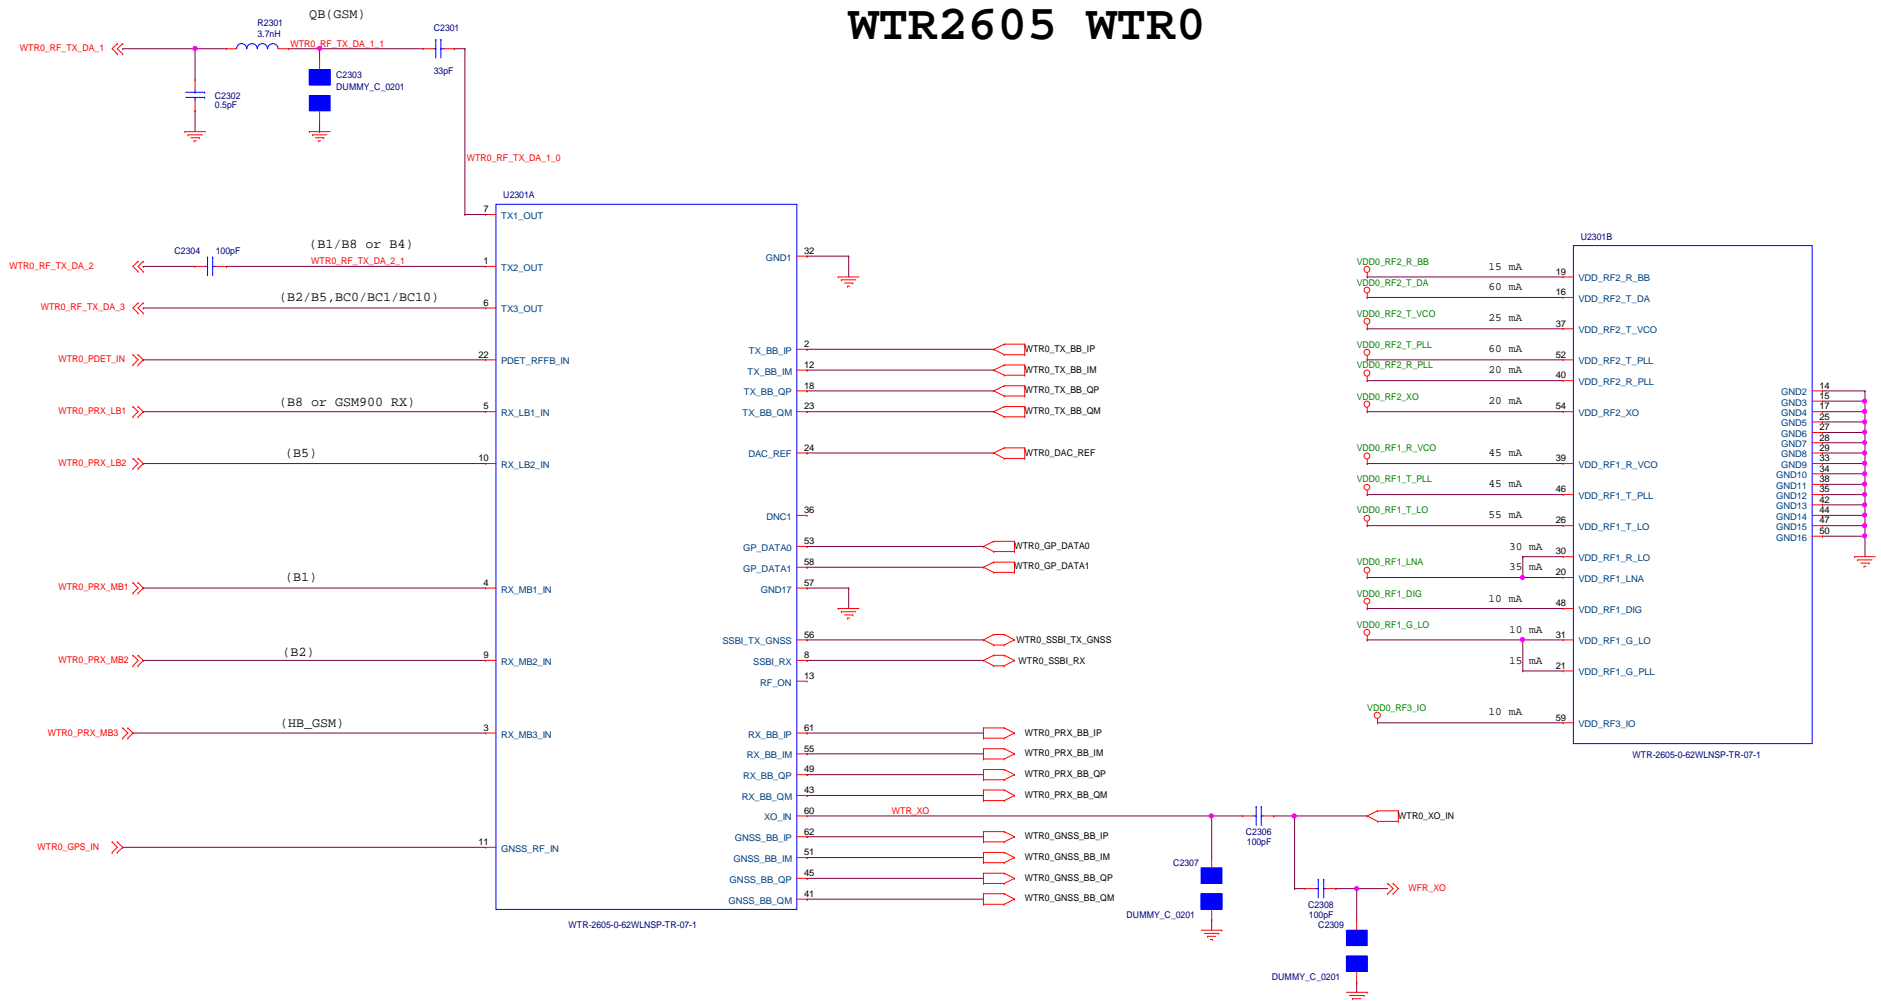 WTR2605 WTR0
QB(GSM)
R2301
3.7nH
C2301
33pF
WTR0_RF_TX_DA_1
WTR0_RF_TX_DA_1_1
C2303
DUMMY_C_0201
C2302
0.5pF
WTR0_RF_TX_DA_1_0
U2301A
7 TX1_OUT
(B1/B8 or B4)
C2304 100pF
WTR0_RF_TX_DA_2 WTR0_RF_TX_DA_2_1 1 TX2_OUT
(B2/B5,BC0/BC1/BC10)
WTR0_RF_TX_DA_3 6 TX3_OUT
WTR0_PDET_IN 22 PDET_RFFB_IN
(B8 or GSM900 RX)
WTR0_PRX_LB1 5 RX_LB1_IN
(B5)
WTR0_PRX_LB2 10 RX_LB2_IN
(B1)
WTR0_PRX_MB1 4 RX_MB1_IN
(B2)
WTR0_PRX_MB2 9 RX_MB2_IN
(HB_GSM)
WTR0_PRX_MB3 3 RX_MB3_IN
WTR0_GPS_IN 11 GNSS_RF_IN
GND1 32
TX_BB_IP 2 WTR0_TX_BB_IP
TX_BB_IM 12 WTR0_TX_BB_IM
TX_BB_QP 18 WTR0_TX_BB_QP
TX_BB_QM 23 WTR0_TX_BB_QM
DAC_REF 24 WTR0_DAC_REF
DNC1 36
GP_DATA0 53 WTR0_GP_DATA0
GP_DATA1 58 WTR0_GP_DATA1
GND17 57
SSBI_TX_GNSS 56 WTR0_SSBI_TX_GNSS
SSBI_RX 8 WTR0_SSBI_RX
RF_ON 13
RX_BB_IP 61 WTR0_PRX_BB_IP
RX_BB_IM 55 WTR0_PRX_BB_IM
RX_BB_QP 49 WTR0_PRX_BB_QP
RX_BB_QM 43 WTR0_PRX_BB_QM
XO_IN 60 WTR_XO WTR0_XO_IN
GNSS_BB_IP 62 WTR0_GNSS_BB_IP
GNSS_BB_IM 51 WTR0_GNSS_BB_IM
GNSS_BB_QP 45 WTR0_GNSS_BB_QP
GNSS_BB_QM 41 WTR0_GNSS_BB_QM
WTR-2605-0-62WLNSP-TR-07-1
C2306
100pF
C2307
DUMMY_C_0201
WFR_XO
C2308
100pF
C2309
DUMMY_C_0201
U2301B
VDD0_RF2_R_BB 15 mA 19 VDD_RF2_R_BB
VDD0_RF2_T_DA 60 mA 16 VDD_RF2_T_DA
VDD0_RF2_T_VCO 25 mA 37 VDD_RF2_T_VCO
VDD0_RF2_T_PLL 60 mA 52 VDD_RF2_T_PLL
VDD0_RF2_R_PLL 20 mA 40 VDD_RF2_R_PLL
VDD0_RF2_XO 20 mA 54 VDD_RF2_XO
VDD0_RF1_R_VCO 45 mA 39 VDD_RF1_R_VCO
VDD0_RF1_T_PLL 45 mA 46 VDD_RF1_T_PLL
VDD0_RF1_T_LO 55 mA 26 VDD_RF1_T_LO
30 mA 30 VDD_RF1_R_LO
VDD0_RF1_LNA 35 mA 20 VDD_RF1_LNA
VDD0_RF1_DIG 10 mA 48 VDD_RF1_DIG
VDD0_RF1_G_LO 10 mA 31 VDD_RF1_G_LO
15 mA 21 VDD_RF1_G_PLL
VDD0_RF3_IO 10 mA 59 VDD_RF3_IO
GND2 14
GND3 15
GND4 17
GND5 25
GND6 27
GND7 28
GND8 29
GND9 33
GND10 34
GND11 38
GND12 35
GND13 42
GND14 44
GND15 47
GND16 50
WTR-2605-0-62WLNSP-TR-07-1